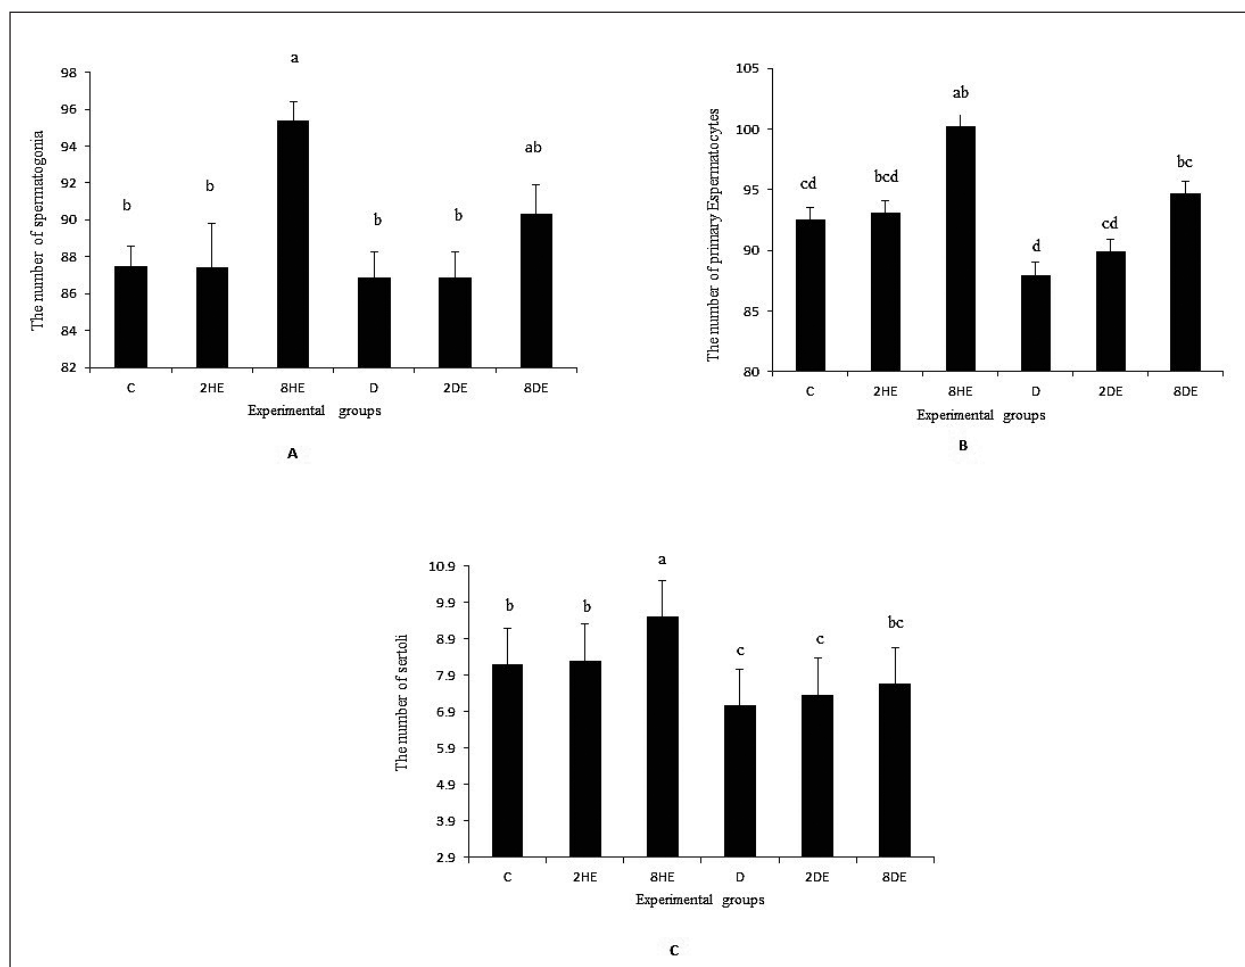 The number of spermatogonia
98
96
94
92
90
88
86
84
82
b
b
a
b
b
ab
C 2HE 8HE D 2DE 8DE
Experimental groups
A
The number of primary Espermatocytes
105
100
95
90
85
80
cd
bcd
ab
d
cd
bc
C 2HE 8HE D 2DE 8DE
Experimental groups
B
The number of sertoli
10.9
9.9
8.9
7.9
6.9
5.9
4.9
3.9
2.9
b
b
a
c
c
bc
C 2HE 8HE D 2DE 8DE
Experimental groups
C